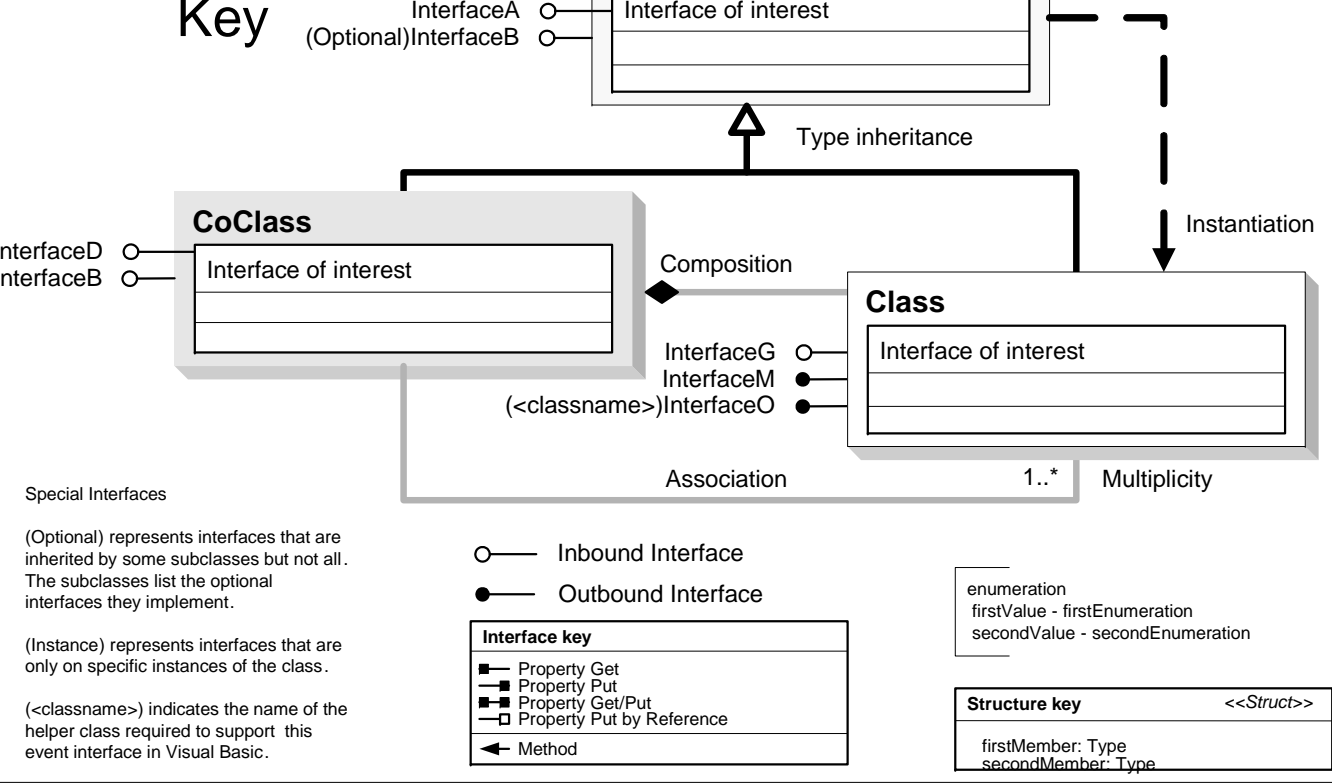 Key
InterfaceA
(Optional)InterfaceB
Interface of interest
Type inheritance
Instantiation
CoClass
nterfaceD
nterfaceB
Interface of interest
Composition
Class
InterfaceG
InterfaceM
(<classname>)InterfaceO
Interface of interest
Association
1..*
Multiplicity
Special Interfaces
(Optional) represents interfaces that are
inherited by some subclasses but not all.
The subclasses list the optional
interfaces they implement.
(Instance) represents interfaces that are
only on specific instances of the class.
(<classname>) indicates the name of the
helper class required to support this
event interface in Visual Basic.
Inbound Interface
Outbound Interface
Interface key
Property Get
Property Put
Property Get/Put
Property Put by Reference
Method
enumeration
firstValue - firstEnumeration
secondValue - secondEnumeration
Structure key <<Struct>>
firstMember: Type
secondMember: Type